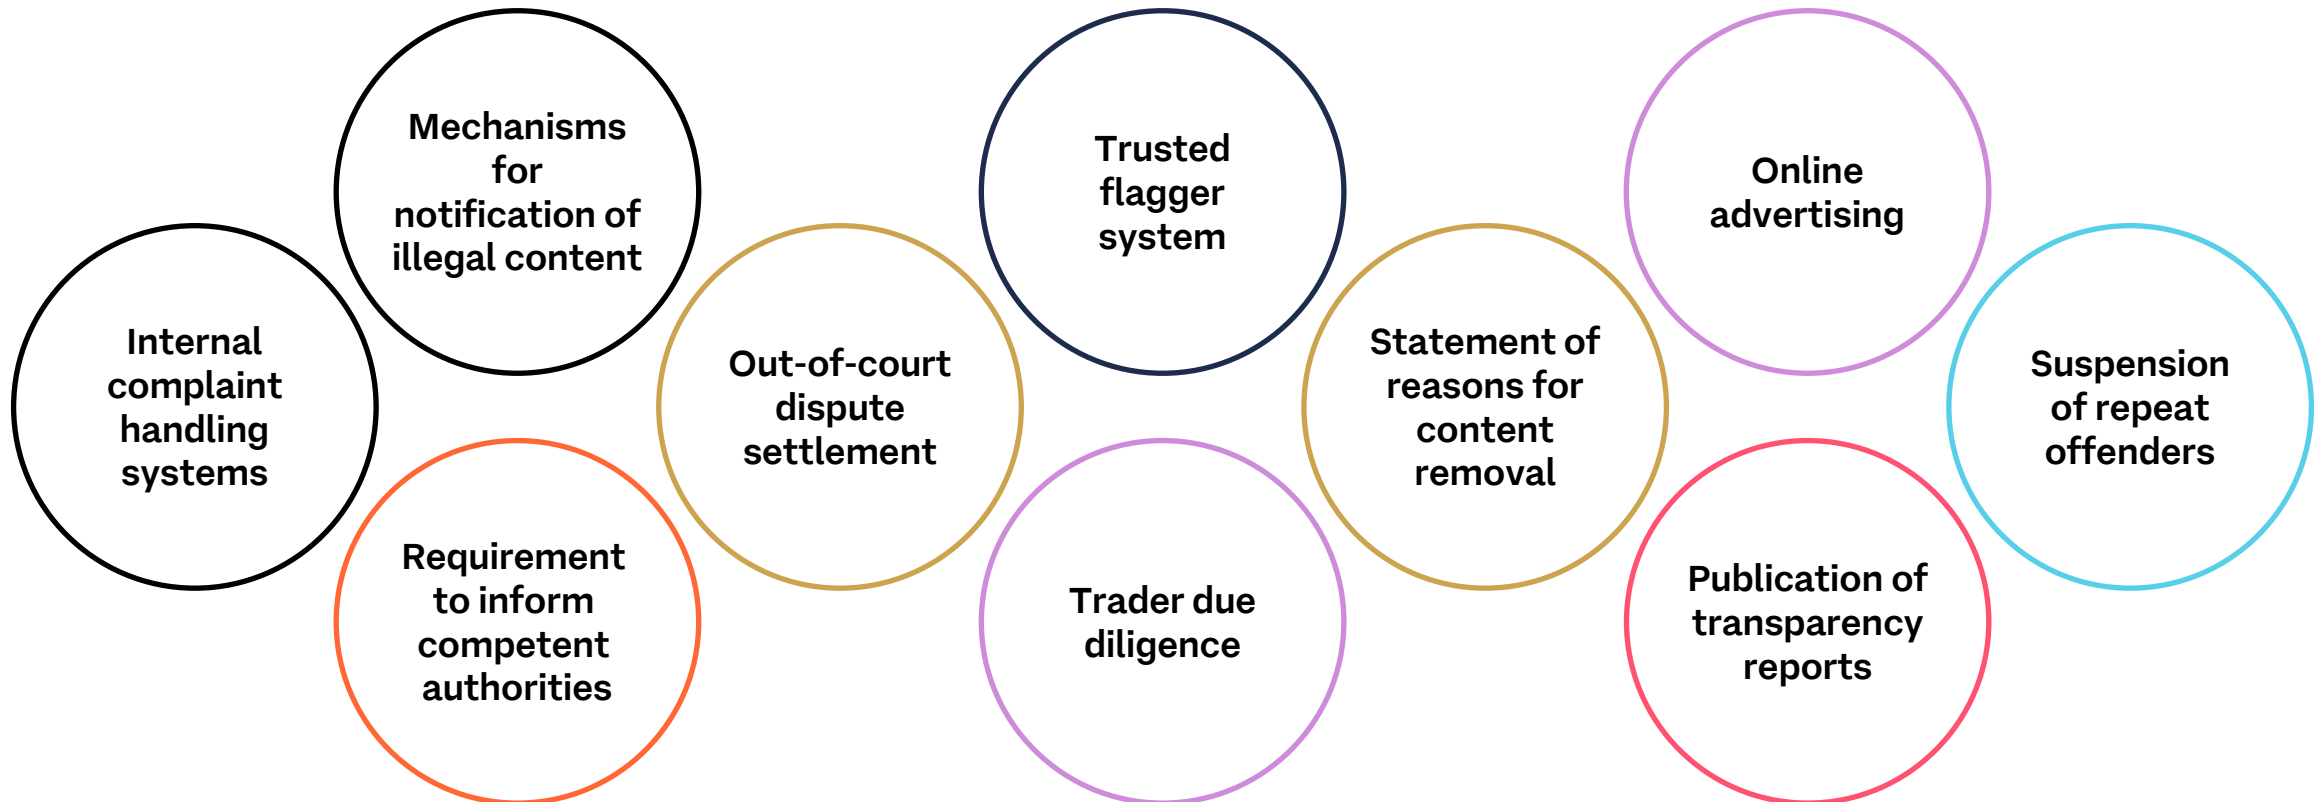 Internal
complaint
handling
systems
Mechanisms
for
notification of
illegal content
Requirement
to inform
competent
authorities
Out-of-court
dispute
settlement
Trusted
flagger
system
Trader due
diligence
Statement of
reasons for
content
removal
Online
advertising
Publication of
transparency
reports
Suspension
of repeat
offenders